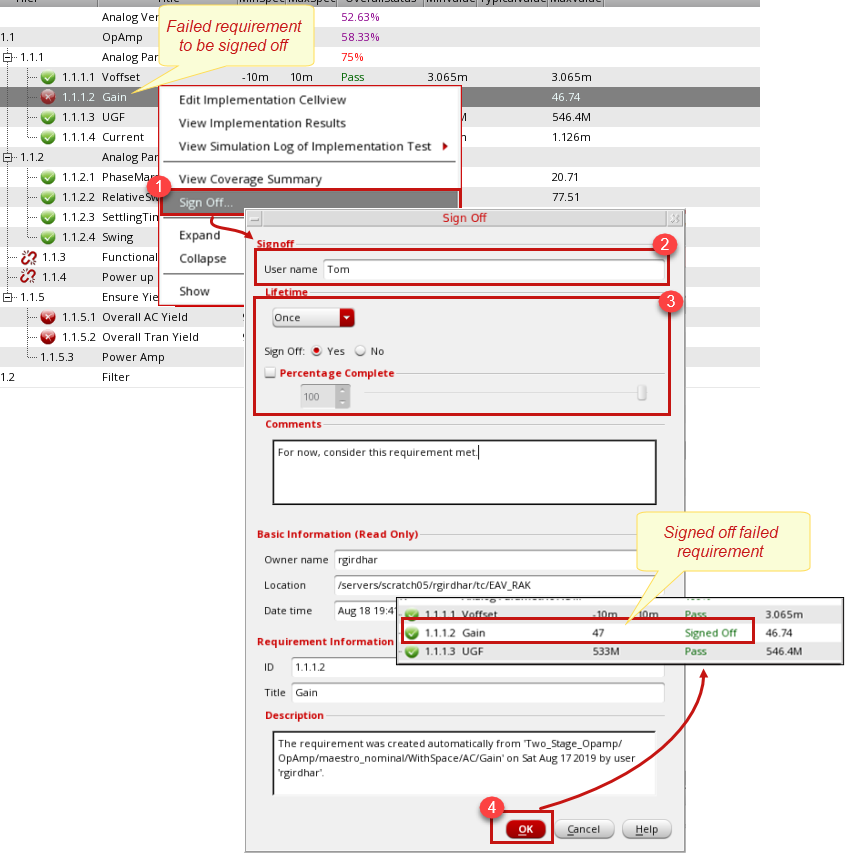 Title MinSpec MaxSpec OverallStatus MinValue TypicalValue MaxValue
Analog Ver 52.63%
1.1 OpAmp 58.33%
1.1.1 Analog Par 75%
1.1.1.1 Voffset -10m 10m Pass 3.065m 3.065m
1.1.1.2 Gain 46.74
1.1.1.3 UGF M 546.4M
1.1.1.4 Current 1.126m
1.1.2 Analog Par
1.1.2.1 PhaseMar 20.71
1.1.2.2 RelativeSw 77.51
1.1.2.3 SettlingTim
1.1.2.4 Swing
1.1.3 Functional
1.1.4 Power up
1.1.5 Ensure Yie
1.1.5.1 Overall AC Yield
1.1.5.2 Overall Tran Yield
1.1.5.3 Power Amp
1.2 Filter
Failed requirement
to be signed off
Edit Implementation Cellview
View Implementation Results
View Simulation Log of Implementation Test
View Coverage Summary
1
Sign Off...
Expand
Collapse
Show
Sign Off
Signoff
2
User name Tom
Lifetime
3
Once
Sign Off: Yes No
Percentage Complete
100
Comments
For now, consider this requirement met.
Basic Information (Read Only)
Owner name rgirdhar
Location /servers/scratch05/rgirdhar/tc/EAV_RAK
Date time Aug 18 19:41
Signed off failed
requirement
1.1.1.1 Voffset -10m 10m Pass 3.065m
1.1.1.2 Gain 47 Signed Off 46.74
1.1.1.3 UGF 533M Pass 546.4M
Requirement Information
ID 1.1.1.2
Title Gain
Description
The requirement was created automatically from 'Two_Stage_Opamp/
OpAmp/maestro_nominal/WithSpace/AC/Gain' on Sat Aug 17 2019 by user
'rgirdhar'.
4
OK Cancel Help